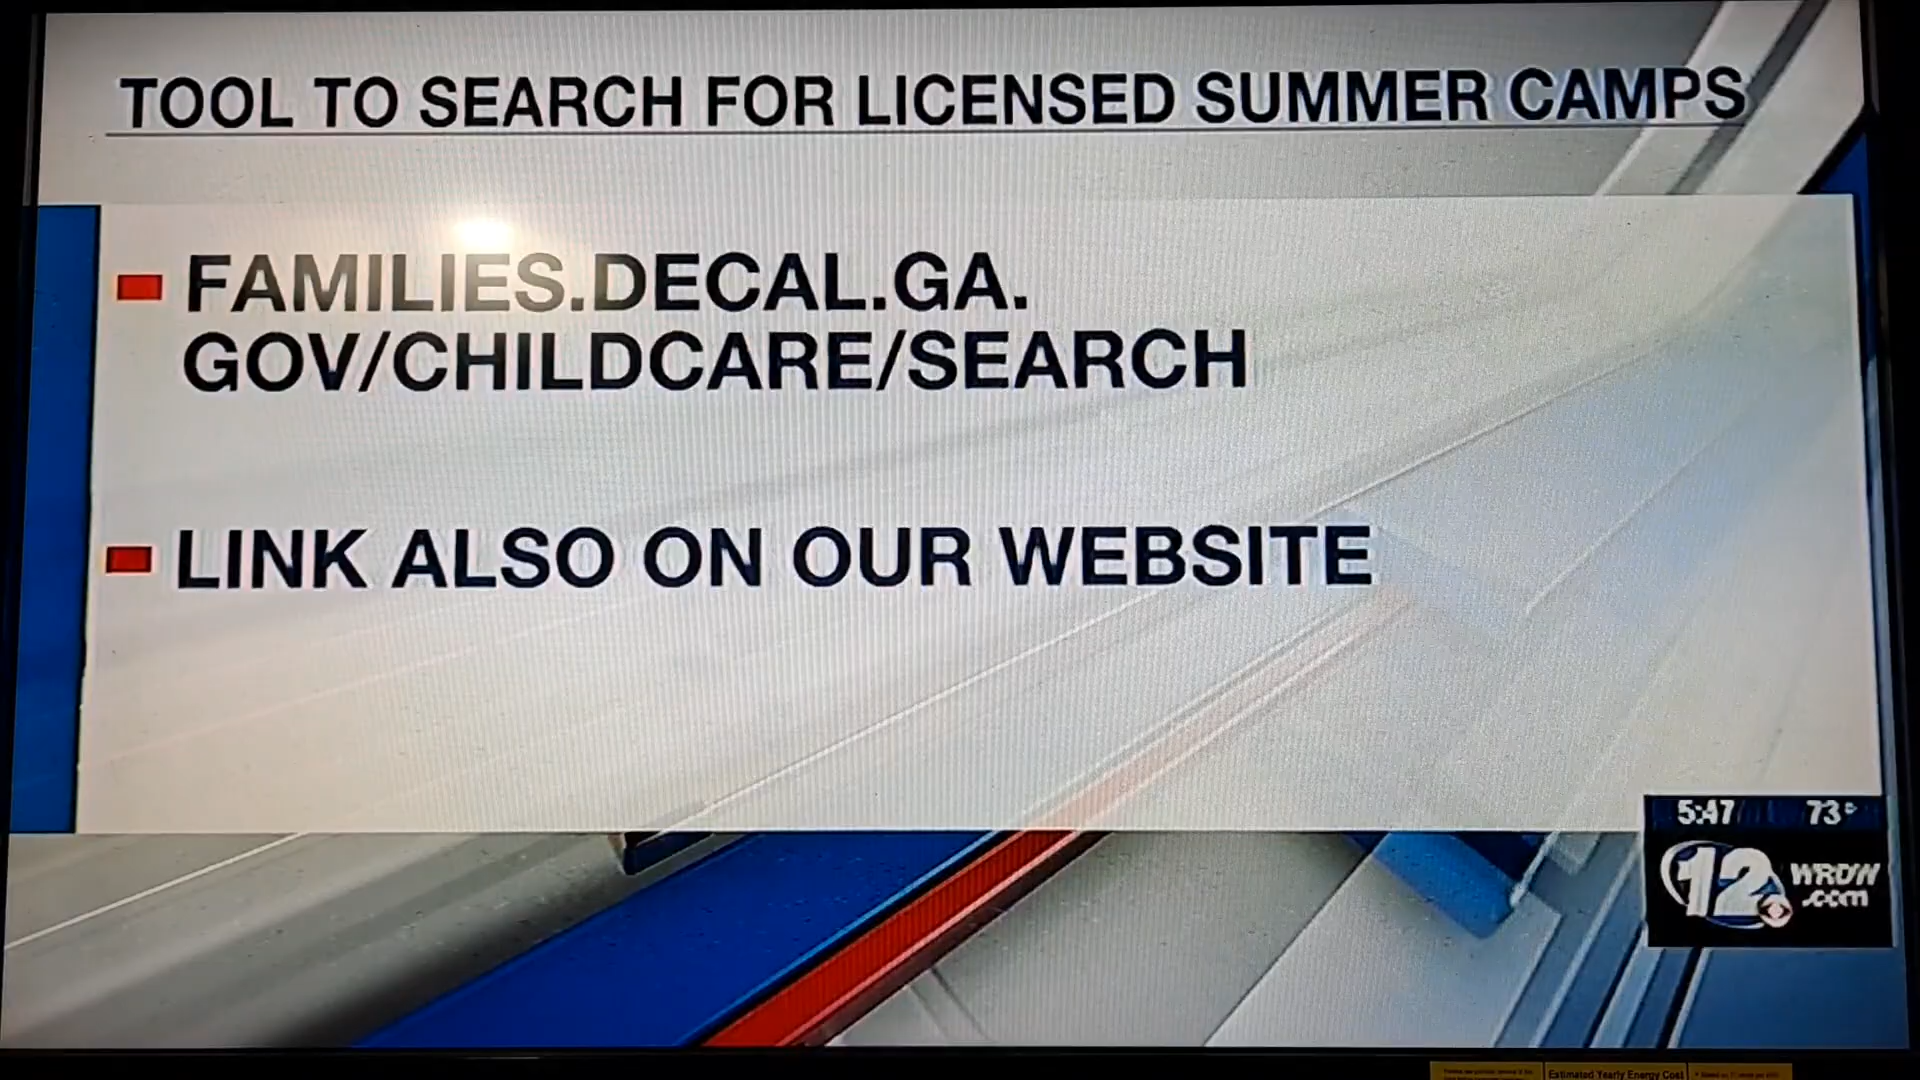 TOOL TO SEARCH FOR LICENSED SUMMER CAMPS
FAMILIES.DECAL.GA.
GOV/CHILDCARE/SEARCH
LINK ALSO ON OUR WEBSITE
5:47 73°
12 WRDW
.com
Estimated Yearly Energy Cost